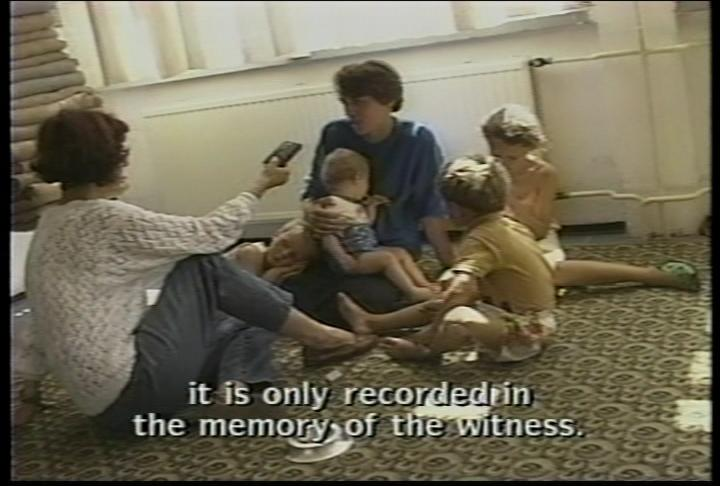 it is only recorded in
the memory of the witness.